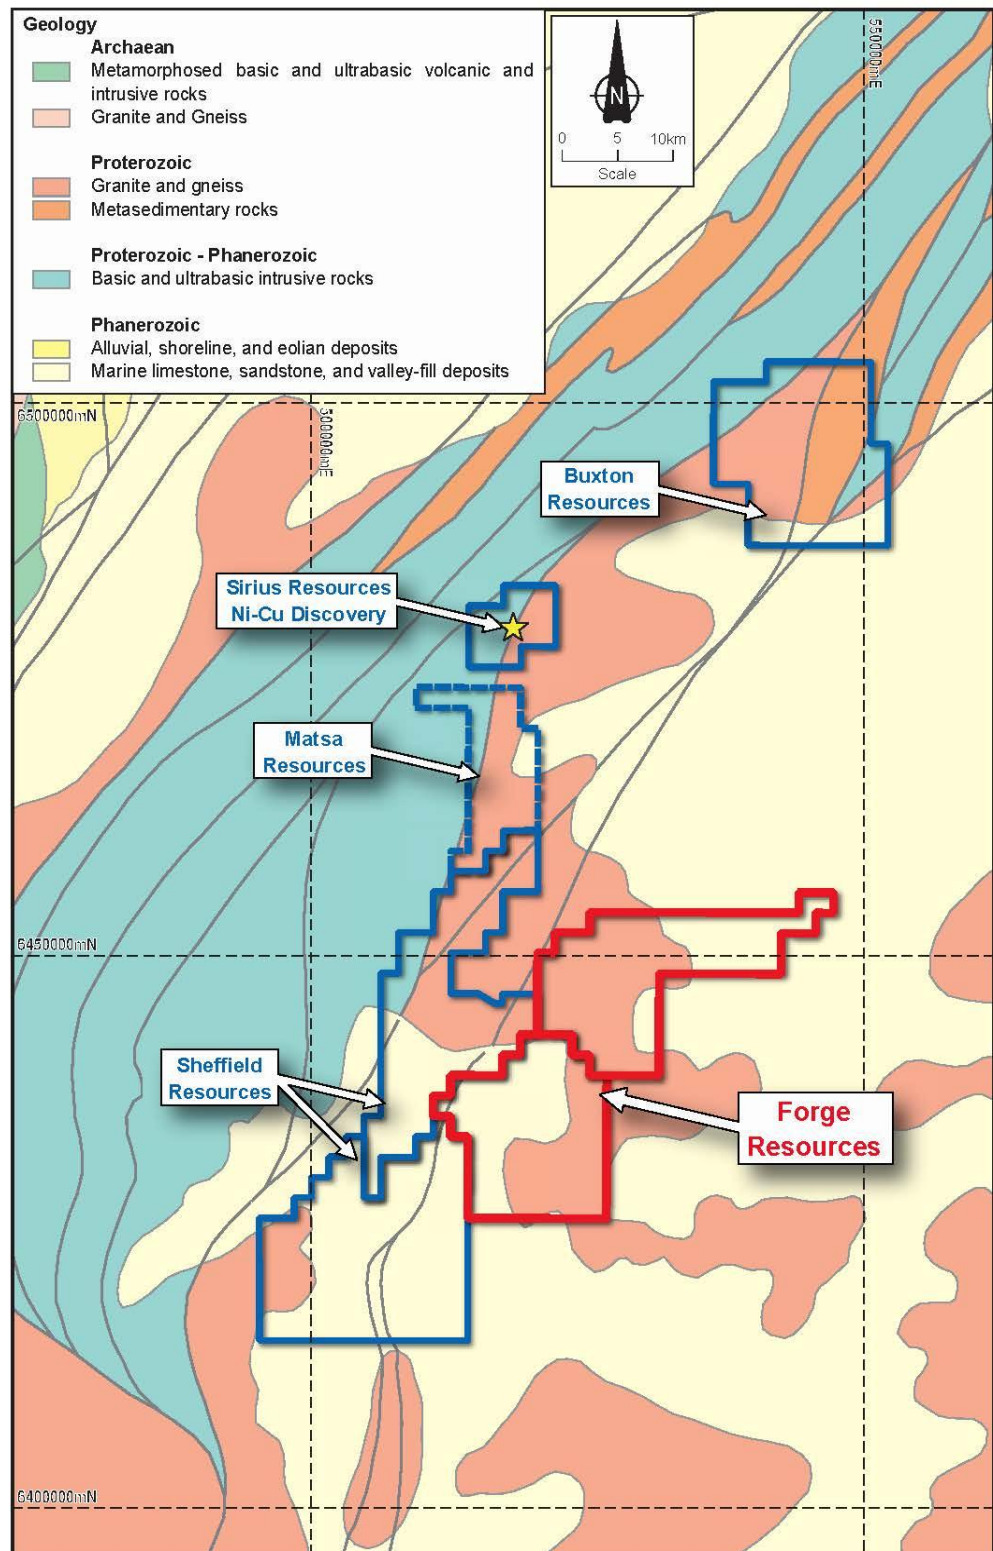 Geology
Archaean
Metamorphosed basic and ultrabasic volcanic and
intrusive rocks
Granite and Gneiss
Proterozoic
Granite and gneiss
Metasedimentary rocks
Proterozoic - Phanerozoic
Basic and ultrabasic intrusive rocks
Phanerozoic
Alluvial, shoreline, and eolian deposits
Marine limestone, sandstone, and valley-fill deposits
N
0 5 10km
Scale
550000mE
6500000mN
500000mE
Buxton
Resources
Sirius Resources
Ni-Cu Discovery
Matsa
Resources
6450000mN
Sheffield
Resources
Forge
Resources
6400000mN